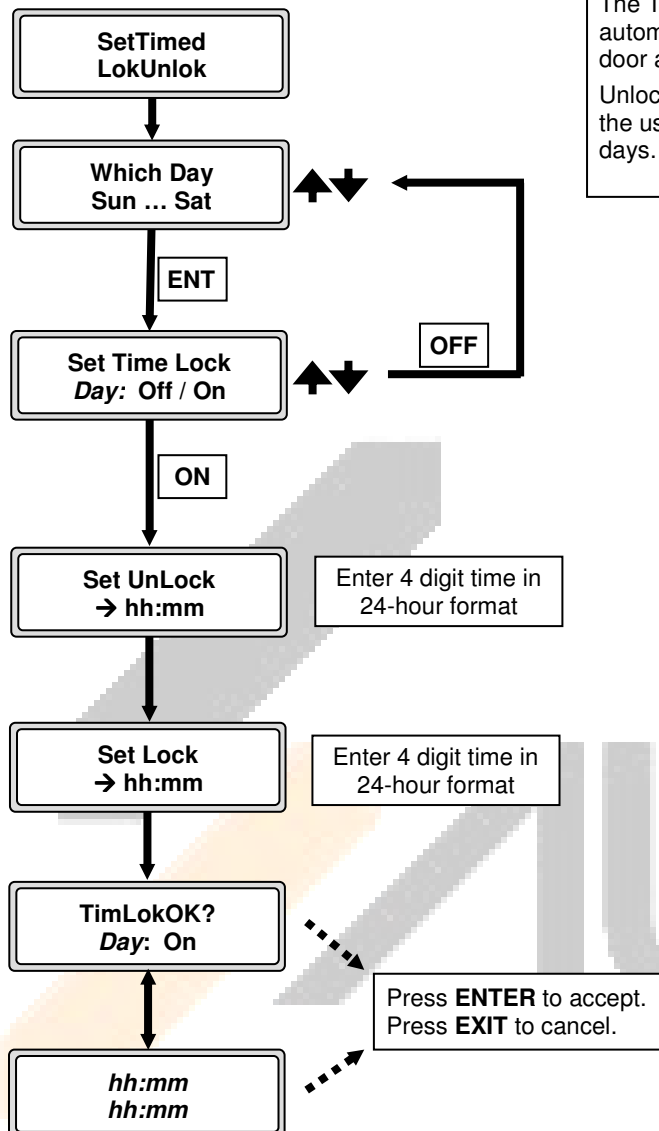 SetTimed
LokUnlok
The
autom
door a
Unloc
the us
days.
Which Day
Sun … Sat
ENT
Set Time Lock
Day: Off / On
OFF
ON
Set UnLock
→ hh:mm
Enter 4 digit time in
24-hour format
Set Lock
→ hh:mm
Enter 4 digit time in
24-hour format
TimLokOK?
Day: On
Press ENTER to accept.
Press EXIT to cancel.
hh:mm
hh:mm